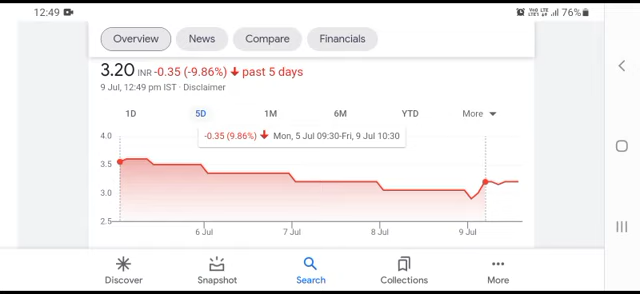 12:49 76%
Overview News Compare Financials
3.20 INR -0.35 (-9.86%) past 5 days
9 Jul, 12:49 pm IST · Disclaimer
1D 5D 1M 6M YTD More
-0.35 (9.86%) Mon, 5 Jul 09:30-Fri, 9 Jul 10:30
4.0
3.5
3.0
2.5
6 Jul 7 Jul 8 Jul 9 Jul
Discover Snapshot Search Collections More